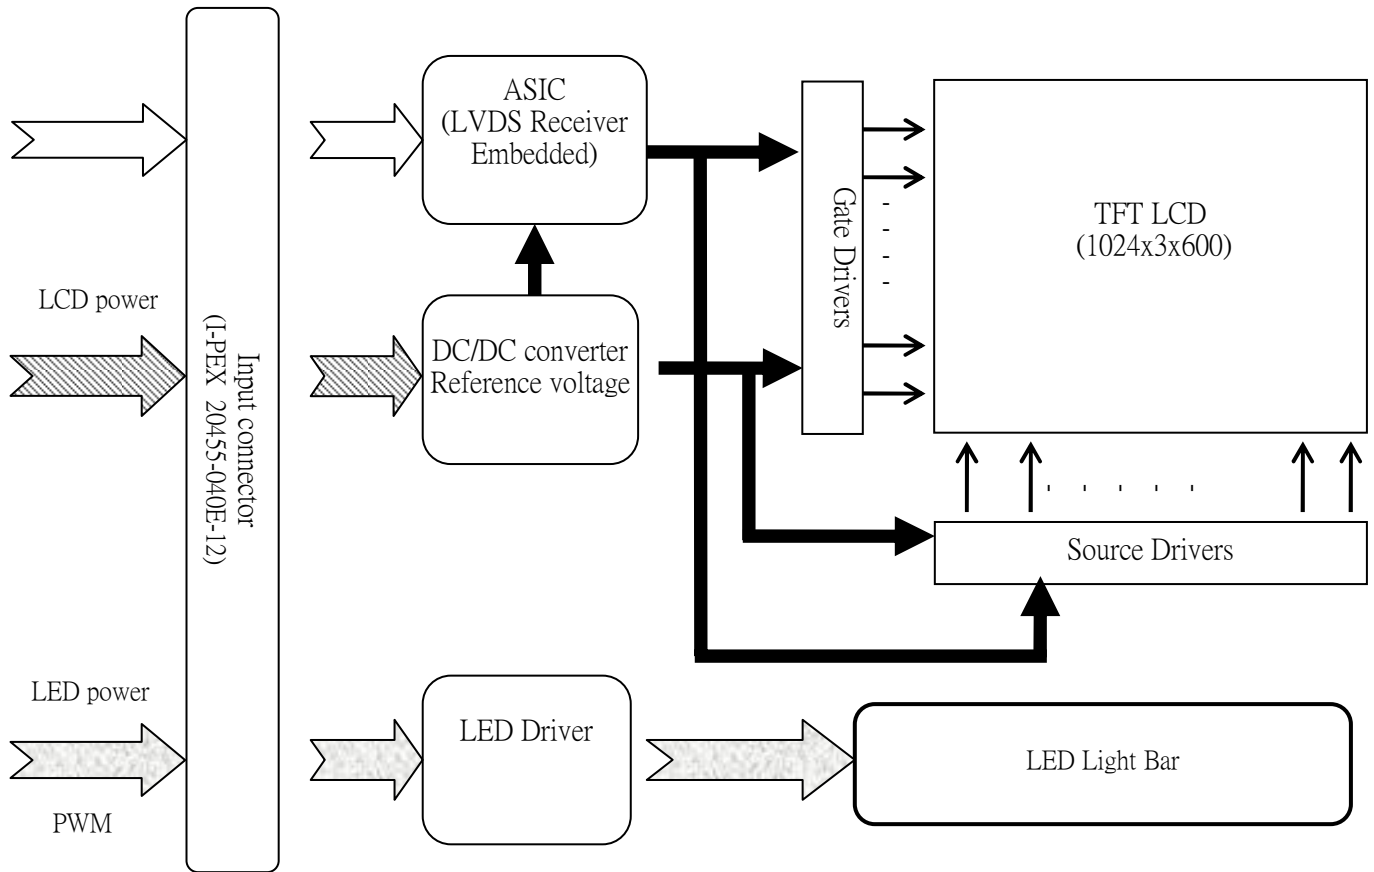 ASIC
(LVDS Receiver
Embedded)
LCD power
DC/DC converter
Reference voltage
Input connector
(I-PEX 20455-040E-12)
Gate Drivers
TFT LCD
(1024x3x600)
Source Drivers
LED power
PWM
LED Driver
LED Light Bar